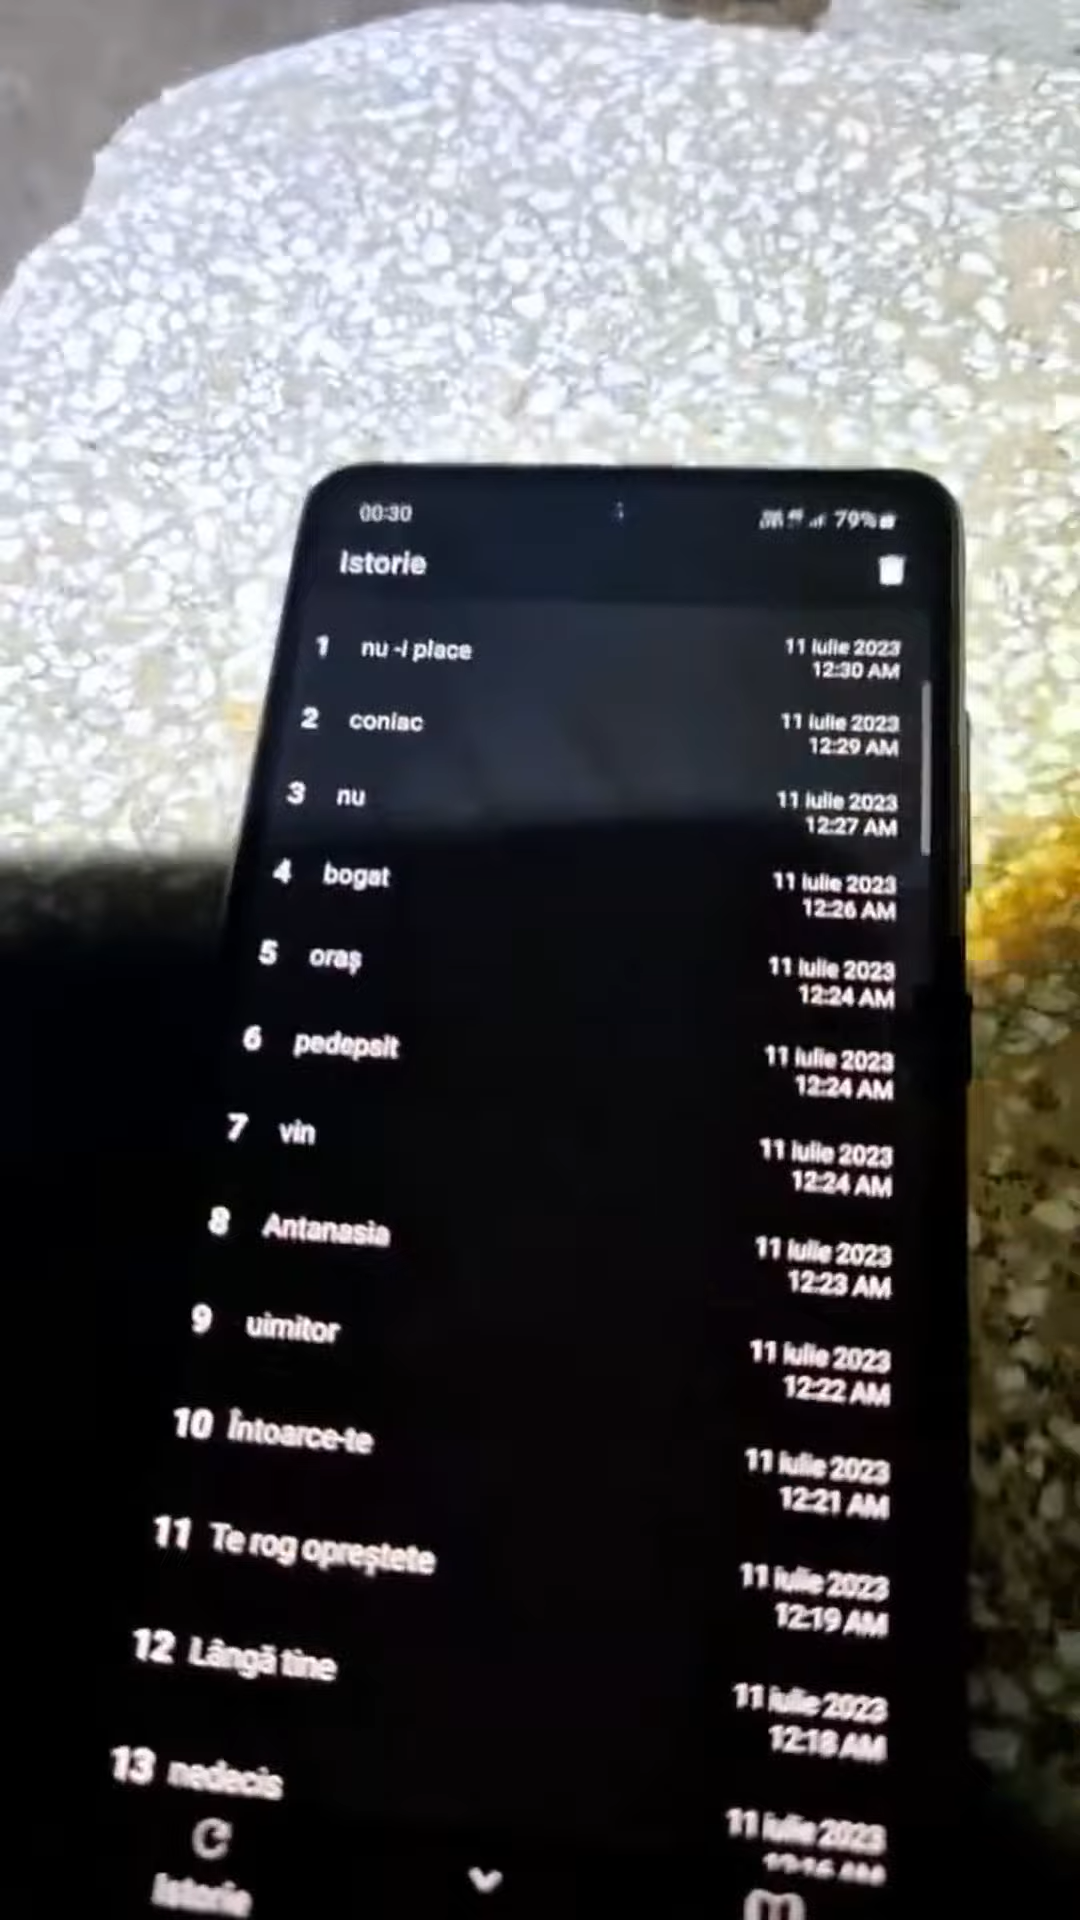 00:30
79%
Istorie
1 nu -i place 11 iulie 2023
12:30 AM
2 coniac 11 iulie 2023
12:29 AM
3 nu 11 iulie 2023
12:27 AM
4 bogat 11 iulie 2023
12:26 AM
5 oraș 11 iulie 2023
12:24 AM
6 pedepsit 11 iulie 2023
12:24 AM
7 vin 11 iulie 2023
12:24 AM
8 Antanasia 11 iulie 2023
12:23 AM
9 uimitor 11 iulie 2023
12:22 AM
10 Întoarce-te 11 iulie 2023
12:21 AM
11 Te rog opreștete 11 iulie 2023
12:19 AM
12 Lângă tine 11 iulie 2023
12:18 AM
13 nedecis 11 iulie 2023
Istorie